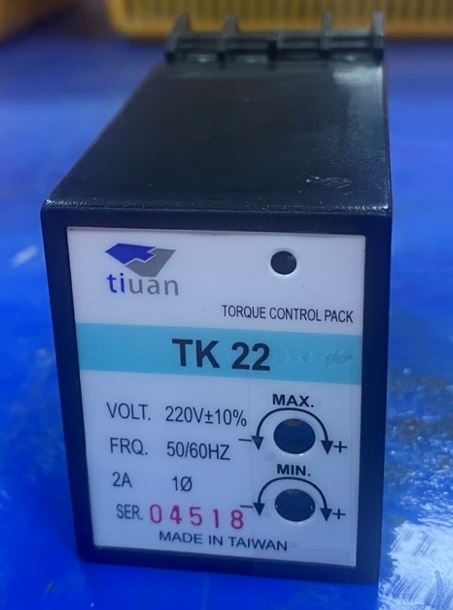 tiuan
TORQUE CONTROL PACK
TK 22
MAX.
VOLT. 220V±10%
- +
FRQ. 50/60HZ
MIN.
2A 1Ø
- +
SER. 04518
MADE IN TAIWAN